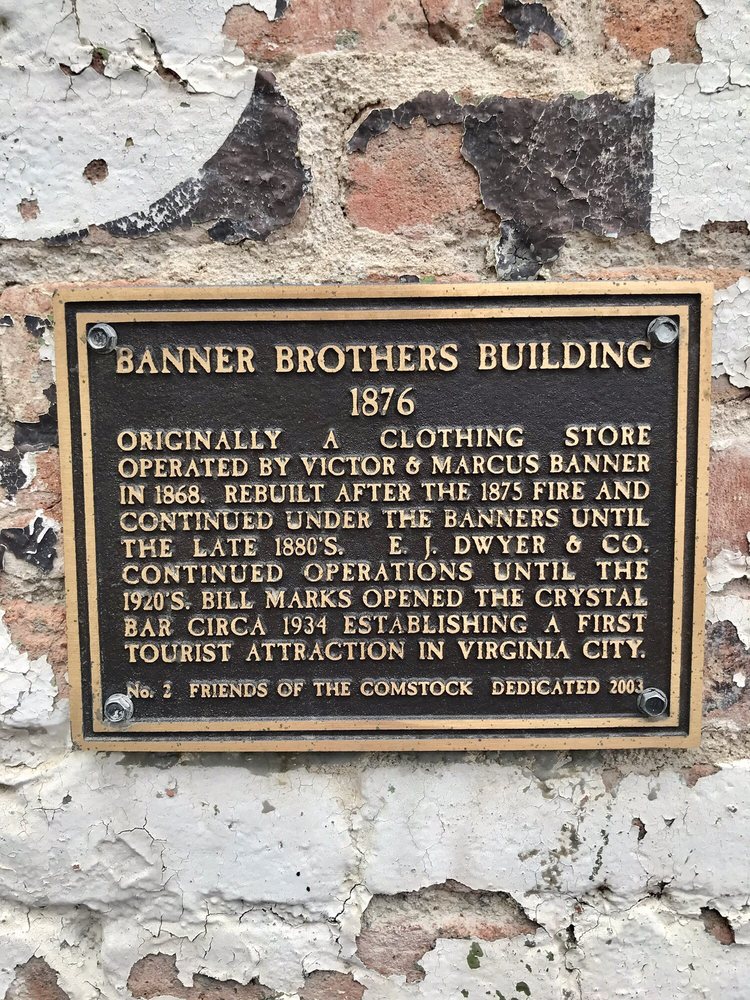 BANNER BROTHERS BUILDING
1876
ORIGINALLY A CLOTHING STORE
OPERATED BY VICTOR & MARCUS BANNER
IN 1868. REBUILT AFTER THE 1875 FIRE AND
CONTINUED UNDER THE BANNERS UNTIL
THE LATE 1880'S. E. J. DWYER & CO.
CONTINUED OPERATIONS UNTIL THE
1920'S. BILL MARKS OPENED THE CRYSTAL
BAR CIRCA 1934 ESTABLISHING A FIRST
TOURIST ATTRACTION IN VIRGINIA CITY.
No. 2 FRIENDS OF THE COMSTOCK DEDICATED 2003